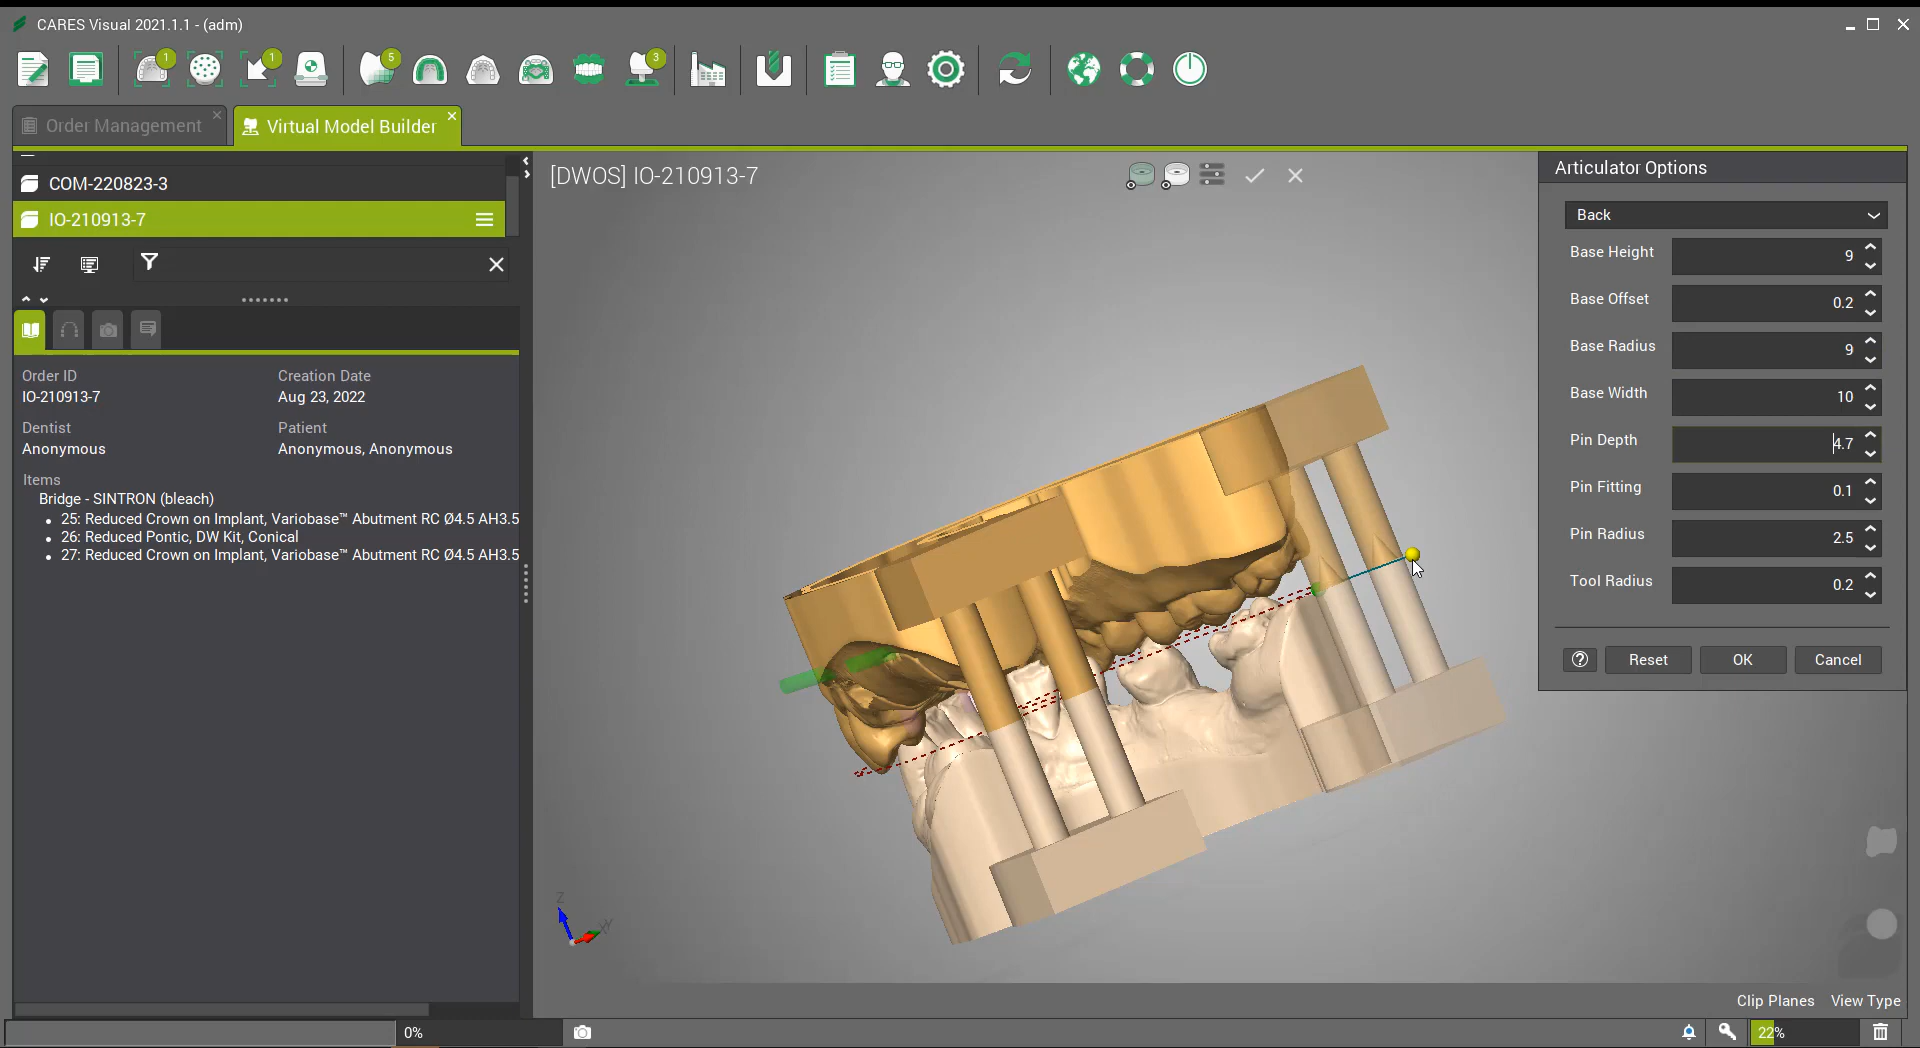 CARES Visual 2021.1.1 - (adm)
1
1
5
3
Order Management
Virtual Model Builder
COM-220823-3
IO-210913-7
Order ID
Creation Date
IO-210913-7
Aug 23, 2022
Dentist
Patient
Anonymous
Anonymous, Anonymous
Items
Bridge - SINTRON (bleach)
25: Reduced Crown on Implant, Variobase™ Abutment RC Ø4.5 AH3.5
26: Reduced Pontic, DW Kit, Conical
27: Reduced Crown on Implant, Variobase™ Abutment RC Ø4.5 AH3.5
[DWOS] IO-210913-7
Articulator Options
Back
Base Height 9
Base Offset 0.2
Base Radius 9
Base Width 10
Pin Depth 4.7
Pin Fitting 0.1
Pin Radius 2.5
Tool Radius 0.2
Reset
OK
Cancel
Z
Clip Planes
View Type
0%
22%